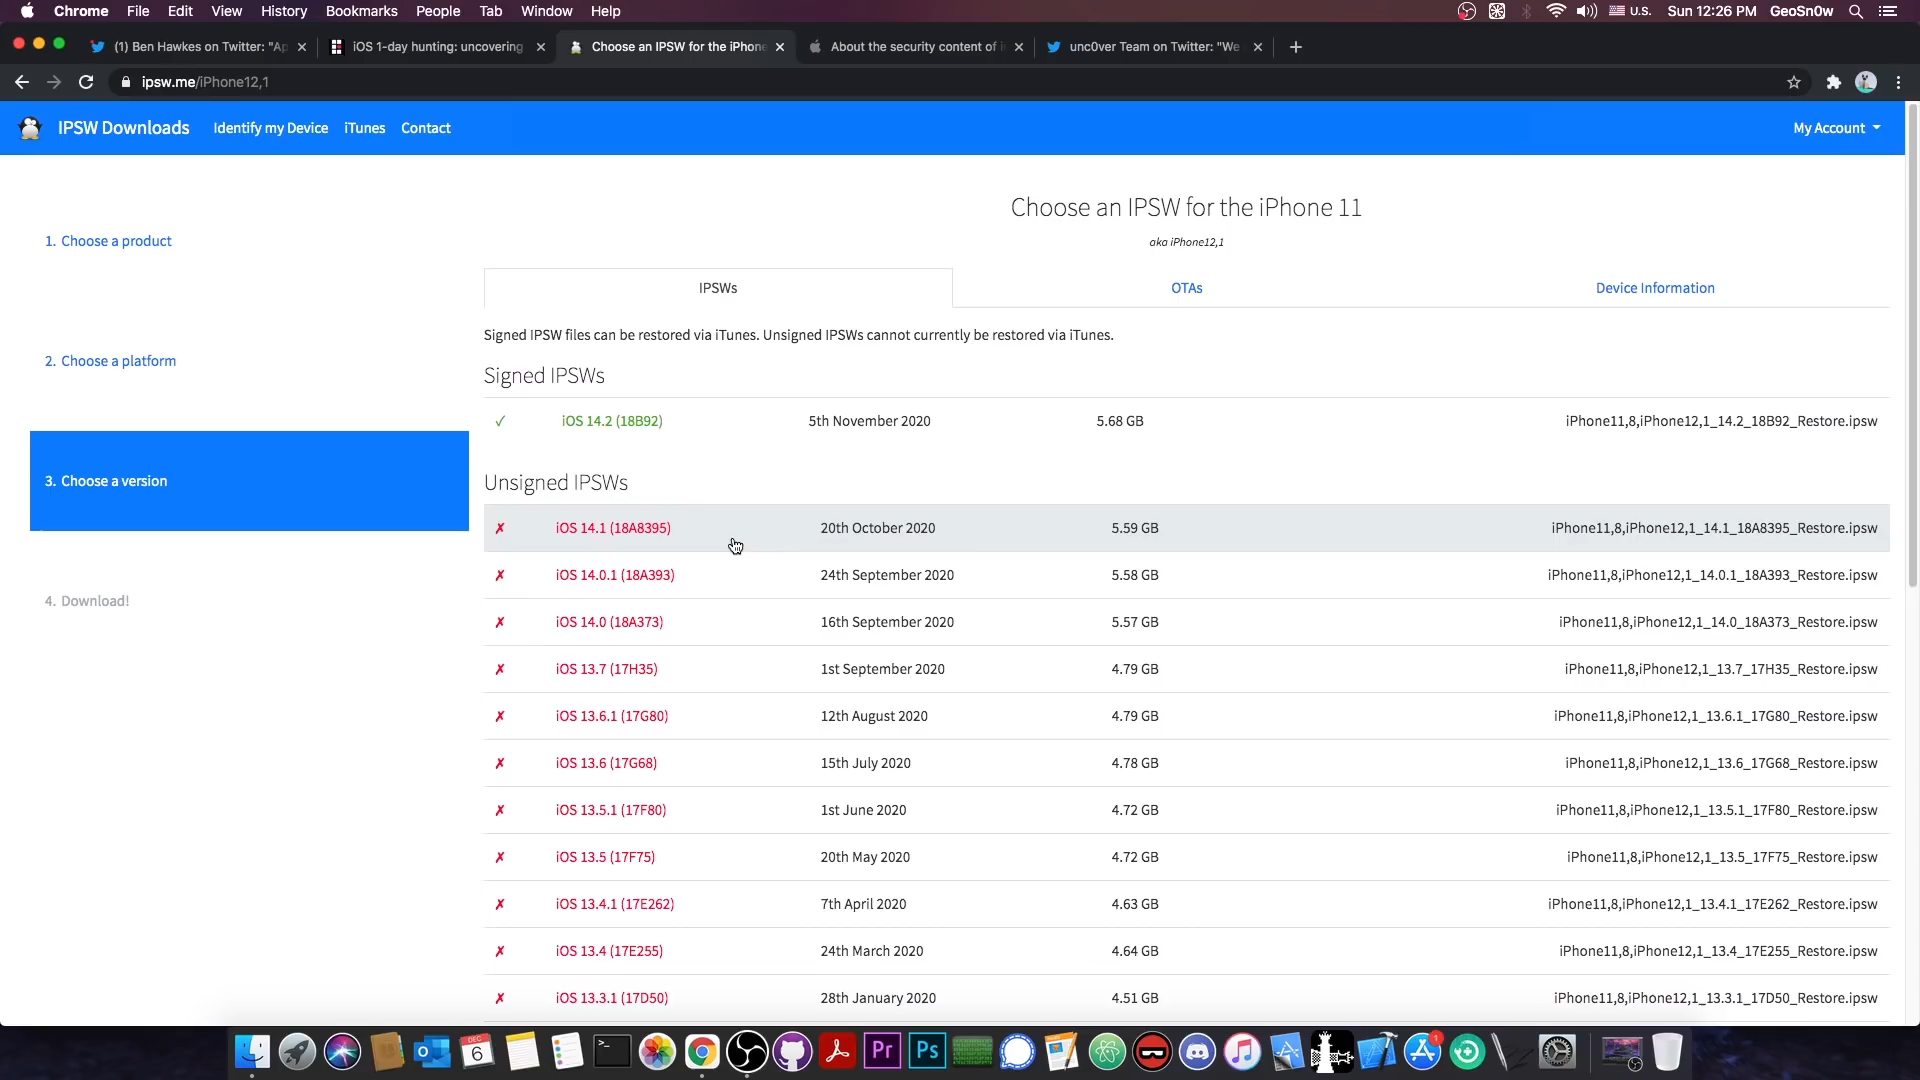 Chrome File Edit View History Bookmarks People Tab Window Help U.S. Sun 12:26 PM GeoSn0w
(1) Ben Hawkes on Twitter: "Ap iOS 1-day hunting: uncovering Choose an IPSW for the iPhone About the security content of i unc0ver Team on Twitter: "We
ipsw.me/iPhone12,1
IPSW Downloads Identify my Device iTunes Contact My Account
Choose an IPSW for the iPhone 11
aka iPhone12,1
1. Choose a product
2. Choose a platform
3. Choose a version
4. Download!
IPSWs OTAs Device Information
Signed IPSW files can be restored via iTunes. Unsigned IPSWs cannot currently be restored via iTunes.
Signed IPSWs
✓ iOS 14.2 (18B92) 5th November 2020 5.68 GB iPhone11,8,iPhone12,1_14.2_18B92_Restore.ipsw
Unsigned IPSWs
✗ iOS 14.1 (18A8395) 20th October 2020 5.59 GB iPhone11,8,iPhone12,1_14.1_18A8395_Restore.ipsw
✗ iOS 14.0.1 (18A393) 24th September 2020 5.58 GB iPhone11,8,iPhone12,1_14.0.1_18A393_Restore.ipsw
✗ iOS 14.0 (18A373) 16th September 2020 5.57 GB iPhone11,8,iPhone12,1_14.0_18A373_Restore.ipsw
✗ iOS 13.7 (17H35) 1st September 2020 4.79 GB iPhone11,8,iPhone12,1_13.7_17H35_Restore.ipsw
✗ iOS 13.6.1 (17G80) 12th August 2020 4.79 GB iPhone11,8,iPhone12,1_13.6.1_17G80_Restore.ipsw
✗ iOS 13.6 (17G68) 15th July 2020 4.78 GB iPhone11,8,iPhone12,1_13.6_17G68_Restore.ipsw
✗ iOS 13.5.1 (17F80) 1st June 2020 4.72 GB iPhone11,8,iPhone12,1_13.5.1_17F80_Restore.ipsw
✗ iOS 13.5 (17F75) 20th May 2020 4.72 GB iPhone11,8,iPhone12,1_13.5_17F75_Restore.ipsw
✗ iOS 13.4.1 (17E262) 7th April 2020 4.63 GB iPhone11,8,iPhone12,1_13.4.1_17E262_Restore.ipsw
✗ iOS 13.4 (17E255) 24th March 2020 4.64 GB iPhone11,8,iPhone12,1_13.4_17E255_Restore.ipsw
✗ iOS 13.3.1 (17D50) 28th January 2020 4.51 GB iPhone11,8,iPhone12,1_13.3.1_17D50_Restore.ipsw
DEC 6 Pr Ps 1